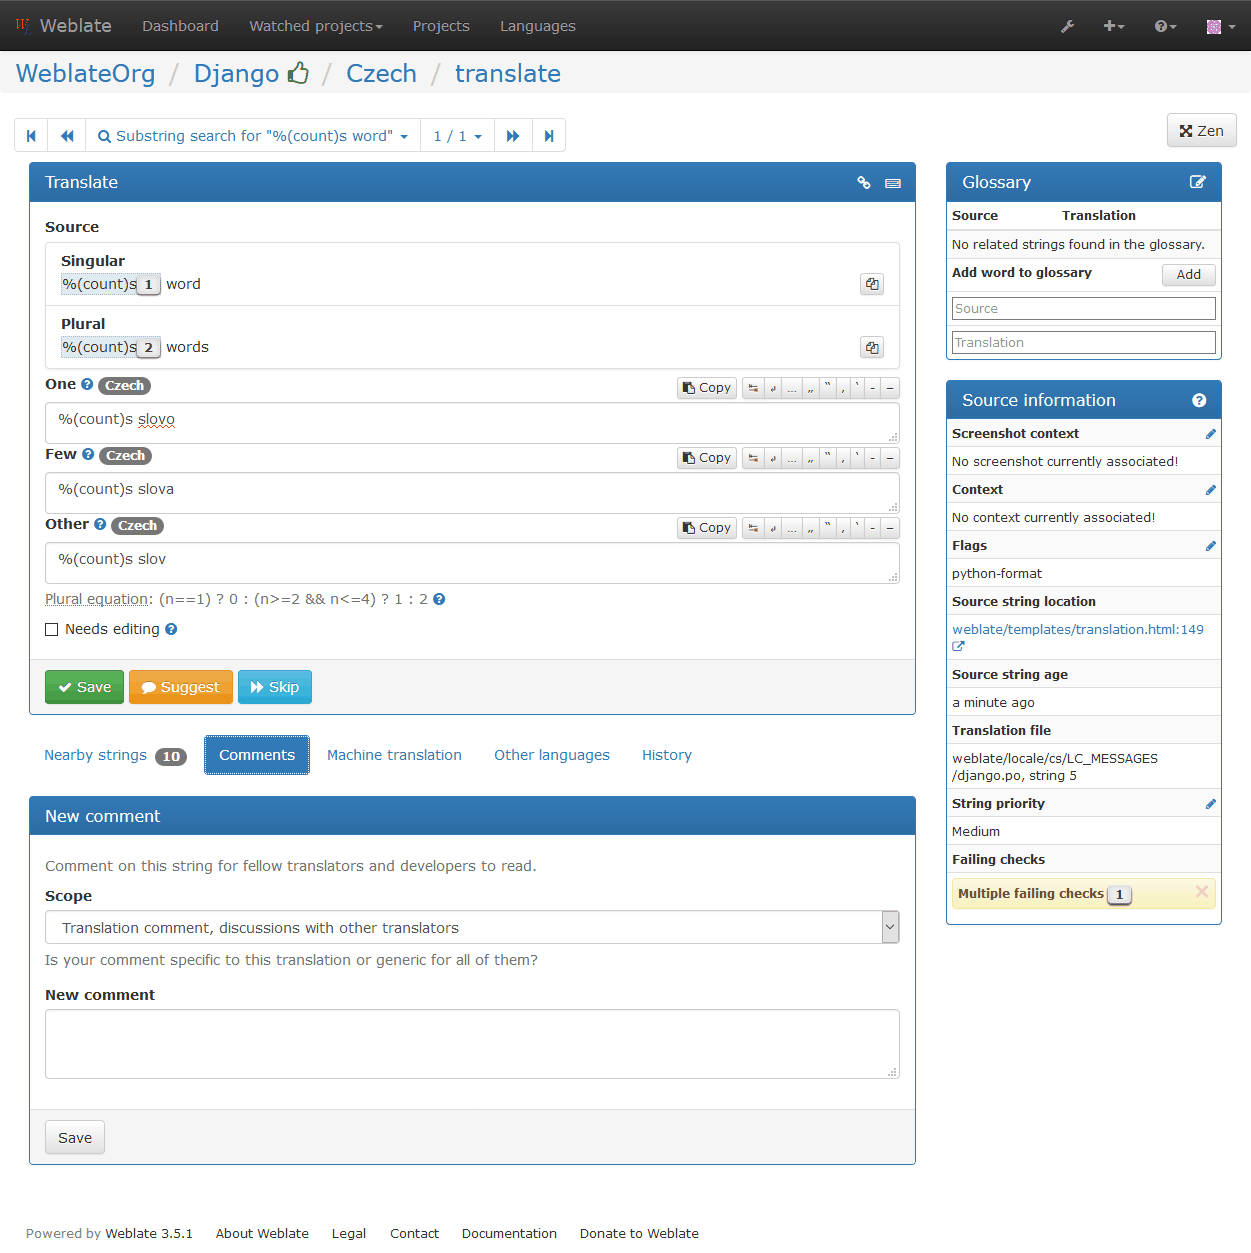 Weblate Dashboard Watched projects Projects Languages
WeblateOrg / Django / Czech / translate
Substring search for "%(count)s word" 1 / 1 Zen
Translate
Source
Singular
%(count)s 1 word
Plural
%(count)s 2 words
One Czech Copy … „ “ ‚ ‘ - –
%(count)s slovo
Few Czech Copy … „ “ ‚ ‘ - –
%(count)s slova
Other Czech Copy … „ “ ‚ ‘ - –
%(count)s slov
Plural equation: (n==1) ? 0 : (n>=2 && n<=4) ? 1 : 2
Needs editing
Save Suggest Skip
Nearby strings 10 Comments Machine translation Other languages History
New comment
Comment on this string for fellow translators and developers to read.
Scope
Translation comment, discussions with other translators
Is your comment specific to this translation or generic for all of them?
New comment
Save
Glossary
Source Translation
No related strings found in the glossary.
Add word to glossary Add
Source
Translation
Source information
Screenshot context
No screenshot currently associated!
Context
No context currently associated!
Flags
python-format
Source string location
weblate/templates/translation.html:149
Source string age
a minute ago
Translation file
weblate/locale/cs/LC_MESSAGES
/django.po, string 5
String priority
Medium
Failing checks
Multiple failing checks 1
Powered by Weblate 3.5.1 About Weblate Legal Contact Documentation Donate to Weblate